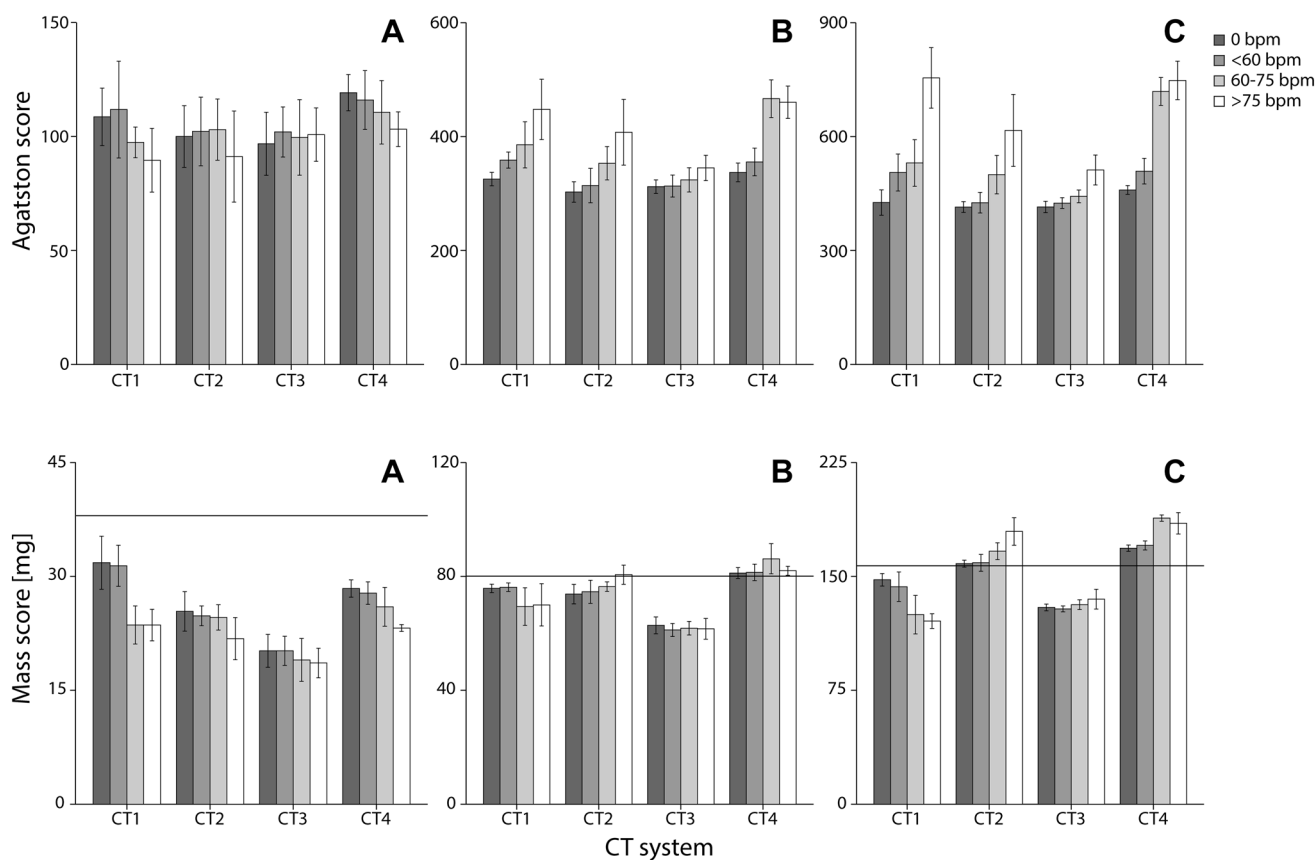 A
B
C
0 bpm
<60 bpm
60-75 bpm
>75 bpm
Agatston score
150
100
50
0
CT1 CT2 CT3 CT4
600
400
200
0
CT1 CT2 CT3 CT4
900
600
300
0
CT1 CT2 CT3 CT4
A
B
C
Mass score [mg]
45
30
15
0
CT1 CT2 CT3 CT4
120
80
40
0
CT1 CT2 CT3 CT4
225
150
75
0
CT1 CT2 CT3 CT4
CT system